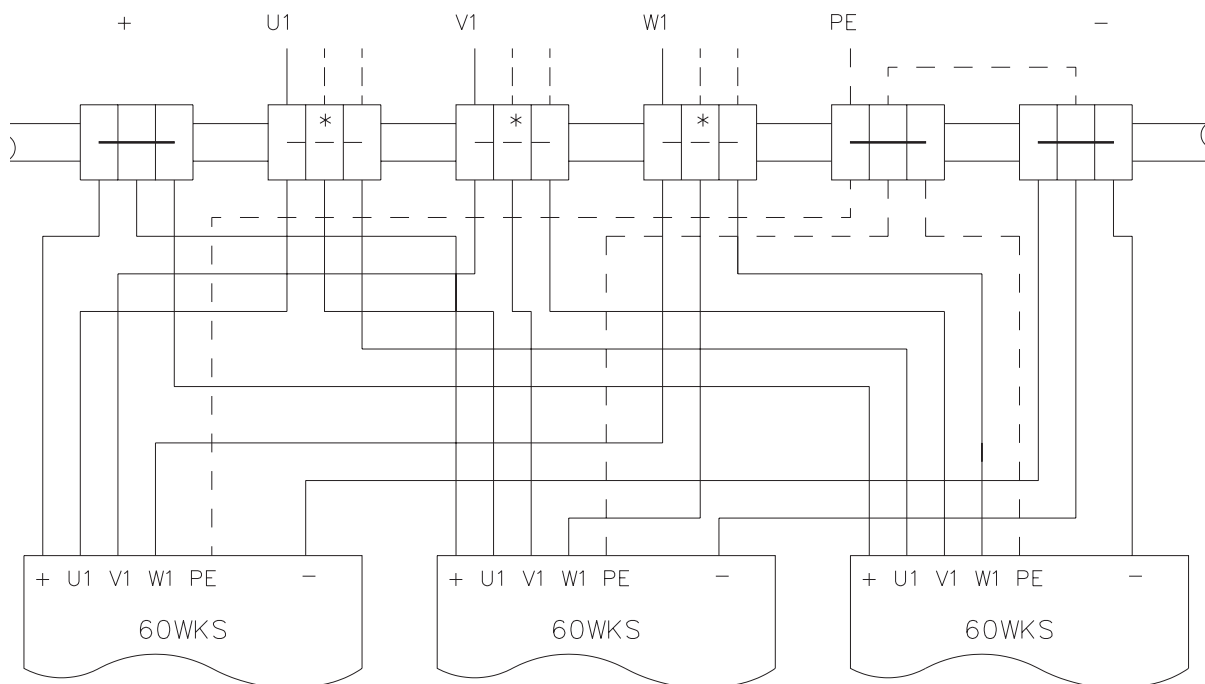 + U1 V1 W1 PE −
* * *
+ U1 V1 W1 PE − + U1 V1 W1 PE − + U1 V1 W1 PE −
60WKS 60WKS 60WKS